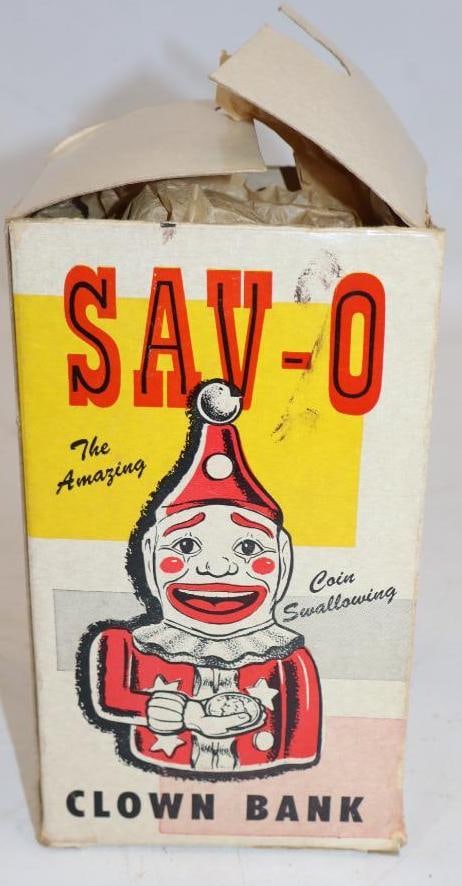 SAV-O
The
Amazing
Coin
Swallowing
CLOWN BANK